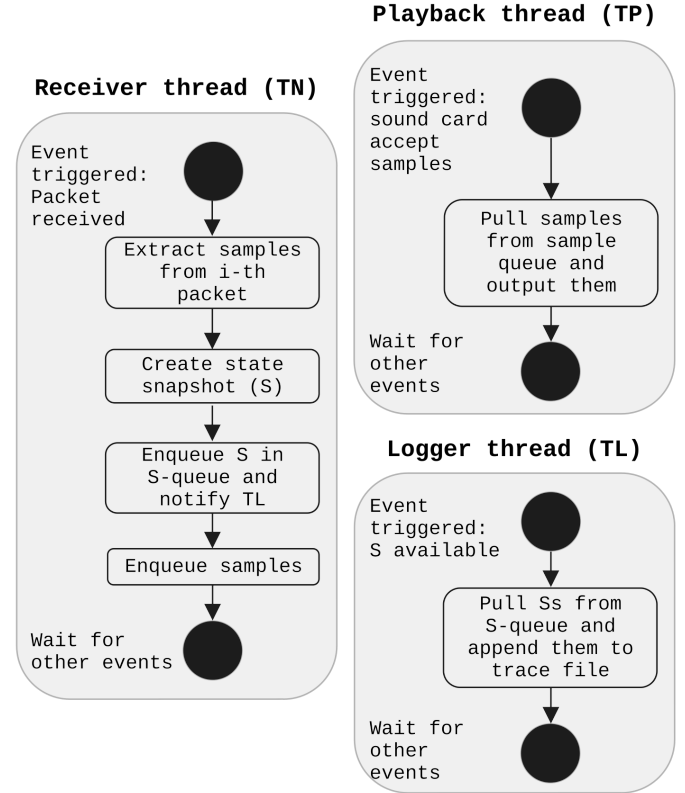 Receiver thread (TN)
Event
triggered:
Packet
received
Extract samples
from i-th
packet
Create state
snapshot (S)
Enqueue S in
S-queue and
notify TL
Enqueue samples
Wait for
other events
Playback thread (TP)
Event
triggered:
sound card
accept
samples
Pull samples
from sample
queue and
output them
Wait for
other
events
Logger thread (TL)
Event
triggered:
S available
Pull Ss from
S-queue and
append them to
trace file
Wait for
other
events